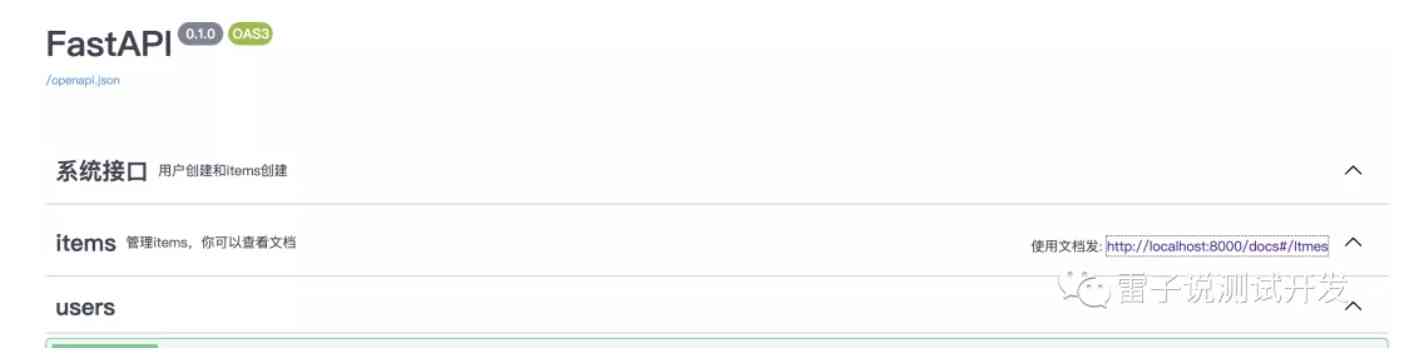 FastAPI 0.1.0 OAS3
/openapi.json
系统接口 用户创建和items创建
items 管理items，你可以查看文档 使用文档发: http://localhost:8000/docs#/Itmes
雷子说测试开发
users